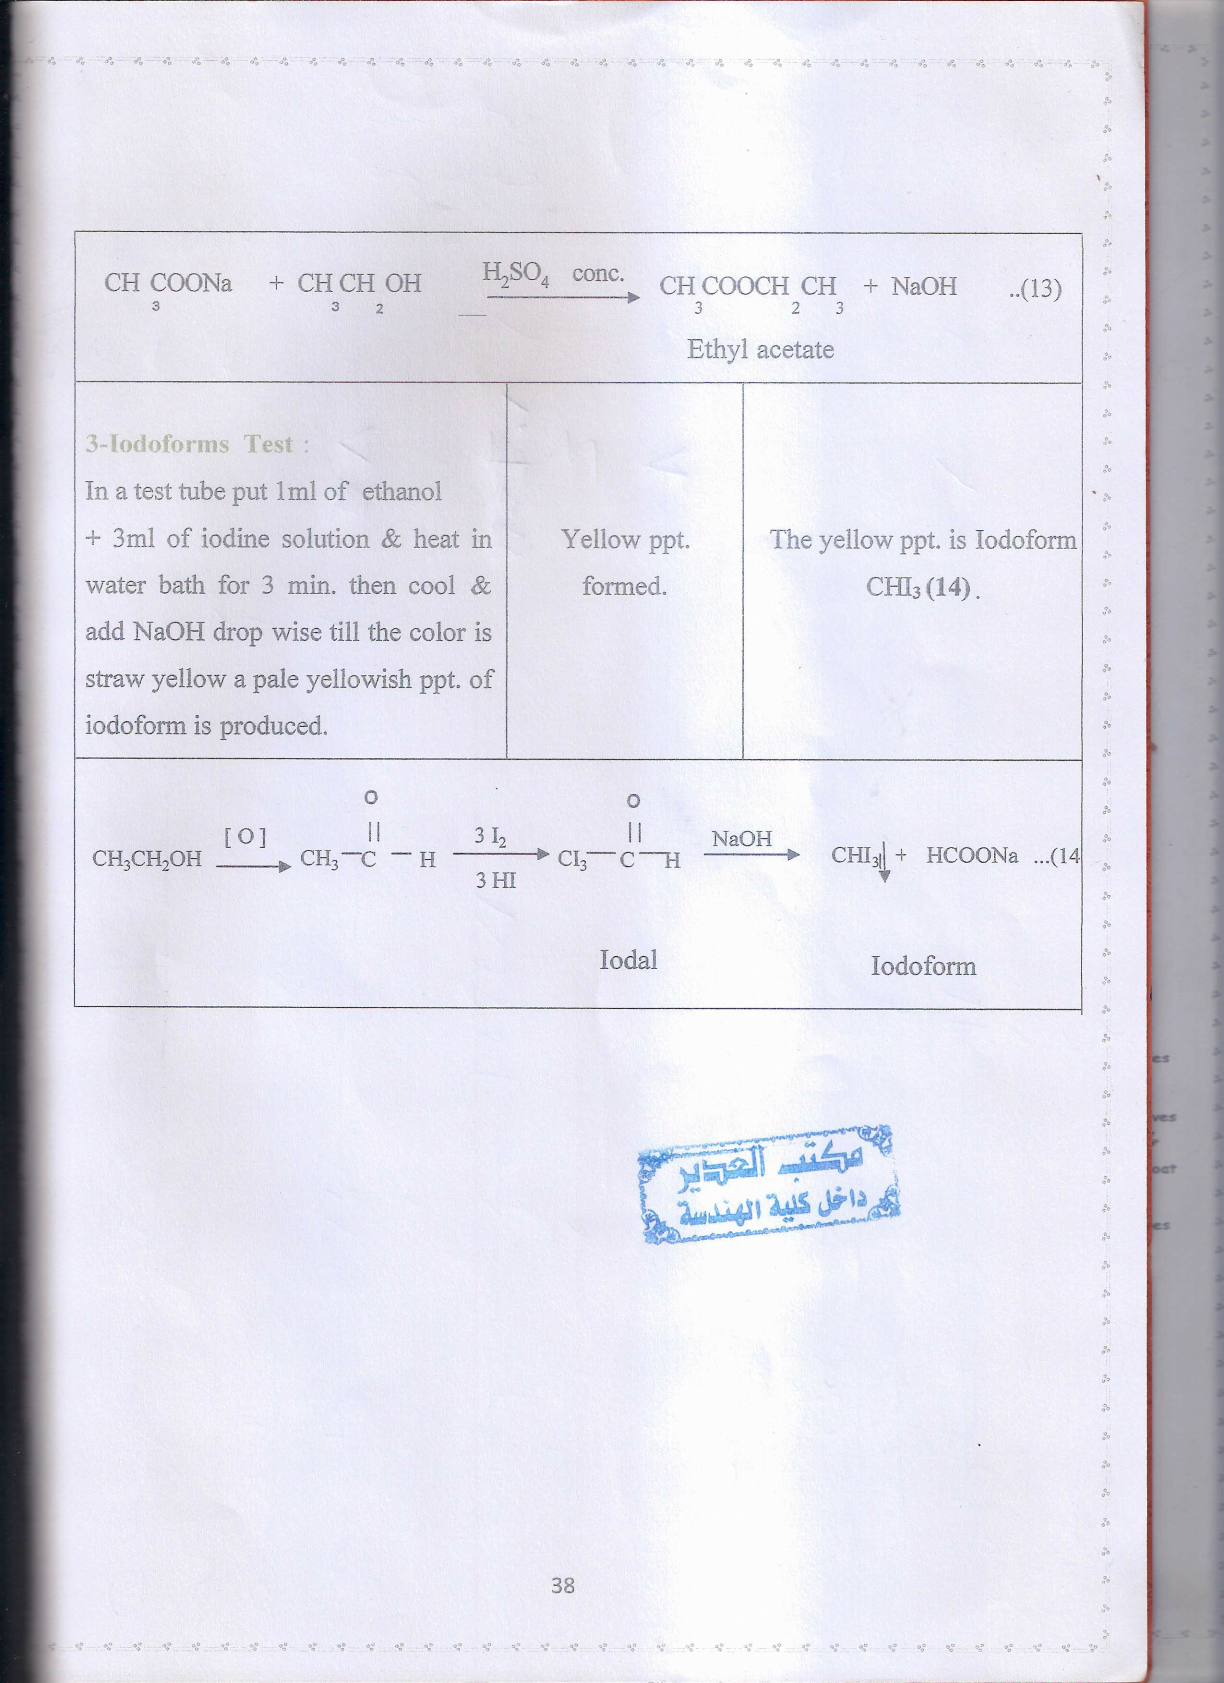 CH₃COONa + CH₃CH₂OH H₂SO₄ conc. CH₃COOCH₂CH₃ + NaOH ..(13)
Ethyl acetate
3-Iodoforms Test :
In a test tube put 1ml of ethanol
+ 3ml of iodine solution & heat in
water bath for 3 min. then cool &
add NaOH drop wise till the color is
straw yellow a pale yellowish ppt. of
iodoform is produced.
Yellow ppt.
formed.
The yellow ppt. is Iodoform
CHI₃ (14) .
O O
[ O ] || 3 I₂ || NaOH
CH₃CH₂OH CH₃ — C — H CI₃ — C — H CHI₃ + HCOONa ...(14
3 HI
Iodal Iodoform
مكتب الغدير
داخل كلية الهندسة
38
es
ves
oat
es